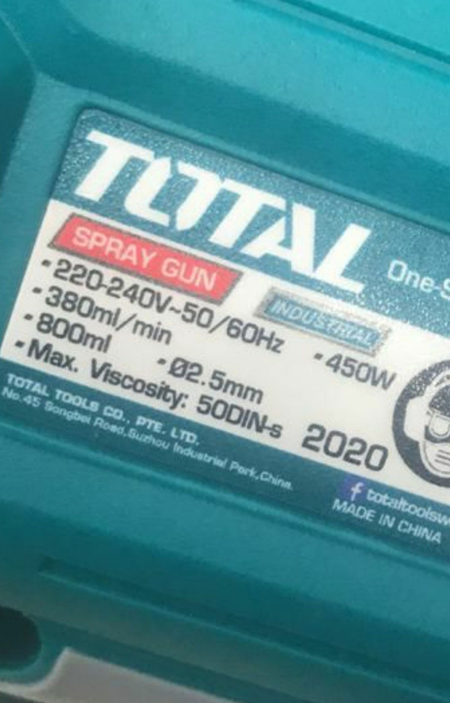 TOTAL
One-S
SPRAY GUN
INDUSTRIAL
•220-240V~50/60Hz •450W
•380ml/min
•800ml •Ø2.5mm
•Max. Viscosity: 50DIN-s 2020
TOTAL TOOLS CO., PTE. LTD.
No.45 Songbei Road,Suzhou Industrial Park,China.
f totaltoolsw
MADE IN CHINA